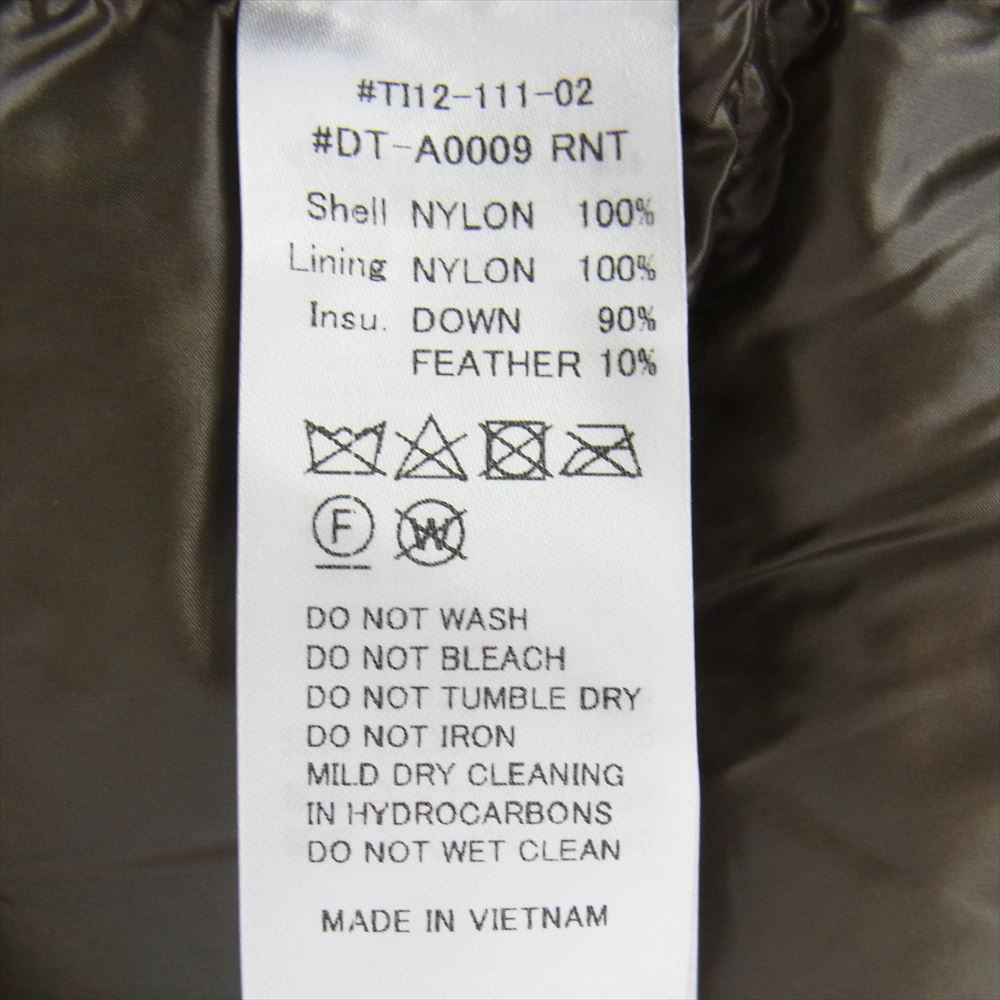 #TI12-111-02
#DT-A0009 RNT
Shell NYLON 100%
Lining NYLON 100%
Insu. DOWN 90%
FEATHER 10%
F W
DO NOT WASH
DO NOT BLEACH
DO NOT TUMBLE DRY
DO NOT IRON
MILD DRY CLEANING
IN HYDROCARBONS
DO NOT WET CLEAN
MADE IN VIETNAM